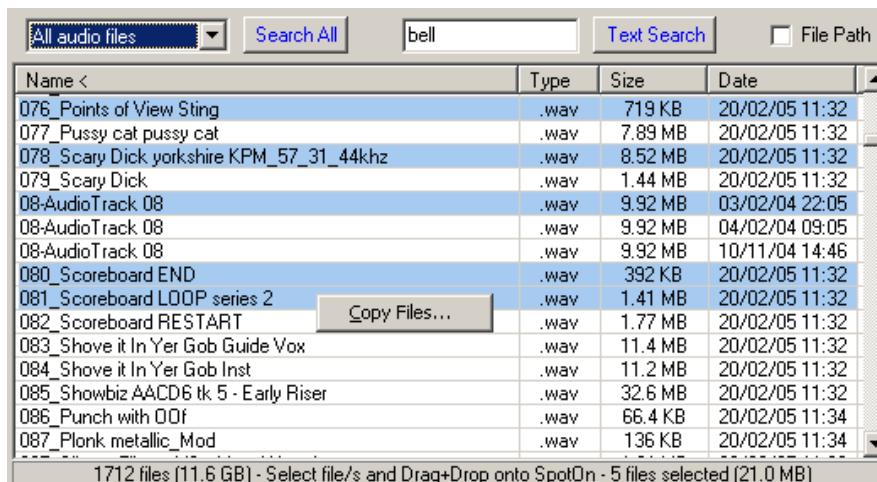 All audio files Search All bell Text Search File Path
Name < Type Size Date
076_Points of View Sting .wav 719 KB 20/02/05 11:32
077_Pussy cat pussy cat .wav 7.89 MB 20/02/05 11:32
078_Scary Dick yorkshire KPM_57_31_44khz .wav 8.52 MB 20/02/05 11:32
079_Scary Dick .wav 1.44 MB 20/02/05 11:32
08-AudioTrack 08 .wav 9.92 MB 03/02/04 22:05
08-AudioTrack 08 .wav 9.92 MB 04/02/04 09:05
08-AudioTrack 08 .wav 9.92 MB 10/11/04 14:46
080_Scoreboard END .wav 392 KB 20/02/05 11:32
081_Scoreboard LOOP series 2 .wav 1.41 MB 20/02/05 11:32
Copy Files...
082_Scoreboard RESTART .wav 1.77 MB 20/02/05 11:32
083_Shove it In Yer Gob Guide Vox .wav 11.4 MB 20/02/05 11:32
084_Shove it In Yer Gob Inst .wav 11.2 MB 20/02/05 11:32
085_Showbiz AACD6 tk 5 - Early Riser .wav 32.6 MB 20/02/05 11:32
086_Punch with OOf .wav 66.4 KB 20/02/05 11:34
087_Plonk metallic_Mod .wav 136 KB 20/02/05 11:34
1712 files (11.6 GB) - Select file/s and Drag+Drop onto SpotOn - 5 files selected (21.0 MB)